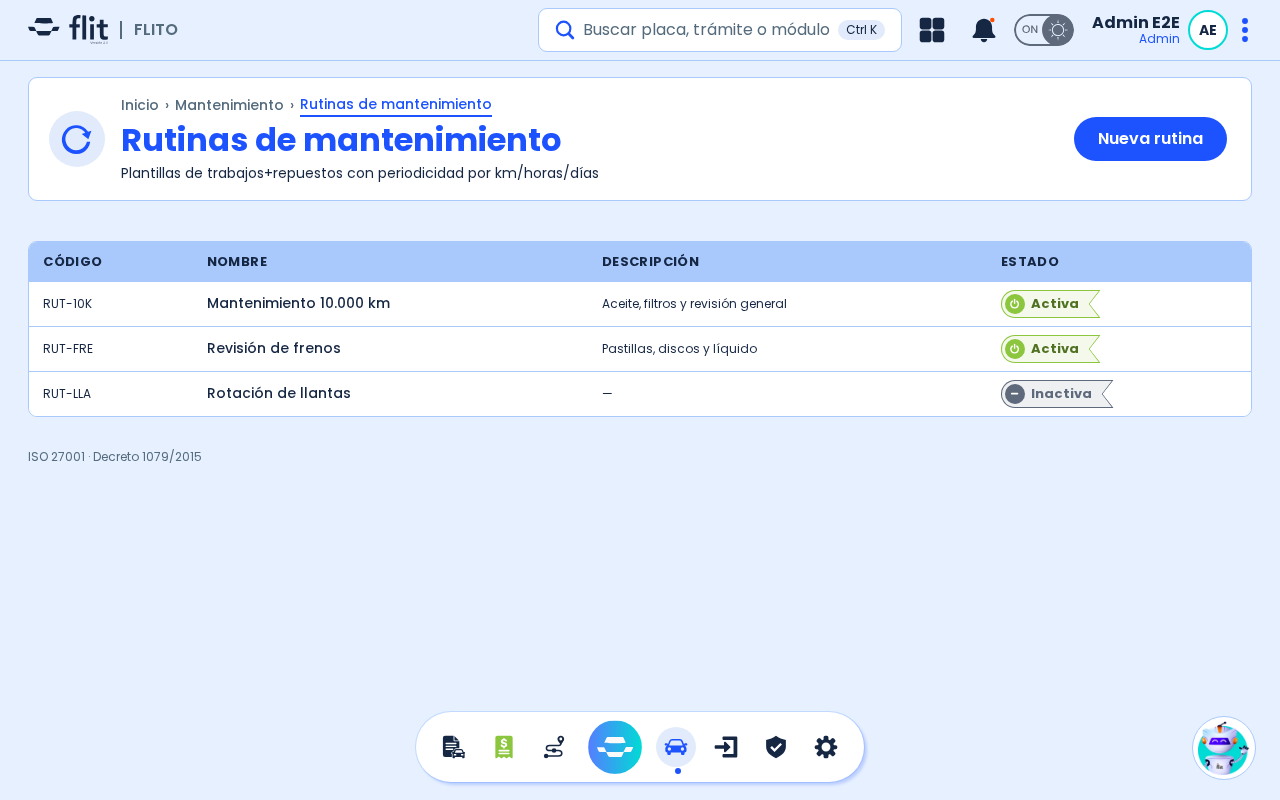 flit
FLITO
Buscar placa, trámite o módulo
Ctrl K
ON
Admin E2E
Admin
AE
Inicio › Mantenimiento › Rutinas de mantenimiento
Rutinas de mantenimiento
Plantillas de trabajos+repuestos con periodicidad por km/horas/días
Nueva rutina
CÓDIGO NOMBRE DESCRIPCIÓN ESTADO
RUT-10K Mantenimiento 10.000 km Aceite, filtros y revisión general Activa
RUT-FRE Revisión de frenos Pastillas, discos y líquido Activa
RUT-LLA Rotación de llantas — Inactiva
ISO 27001 · Decreto 1079/2015